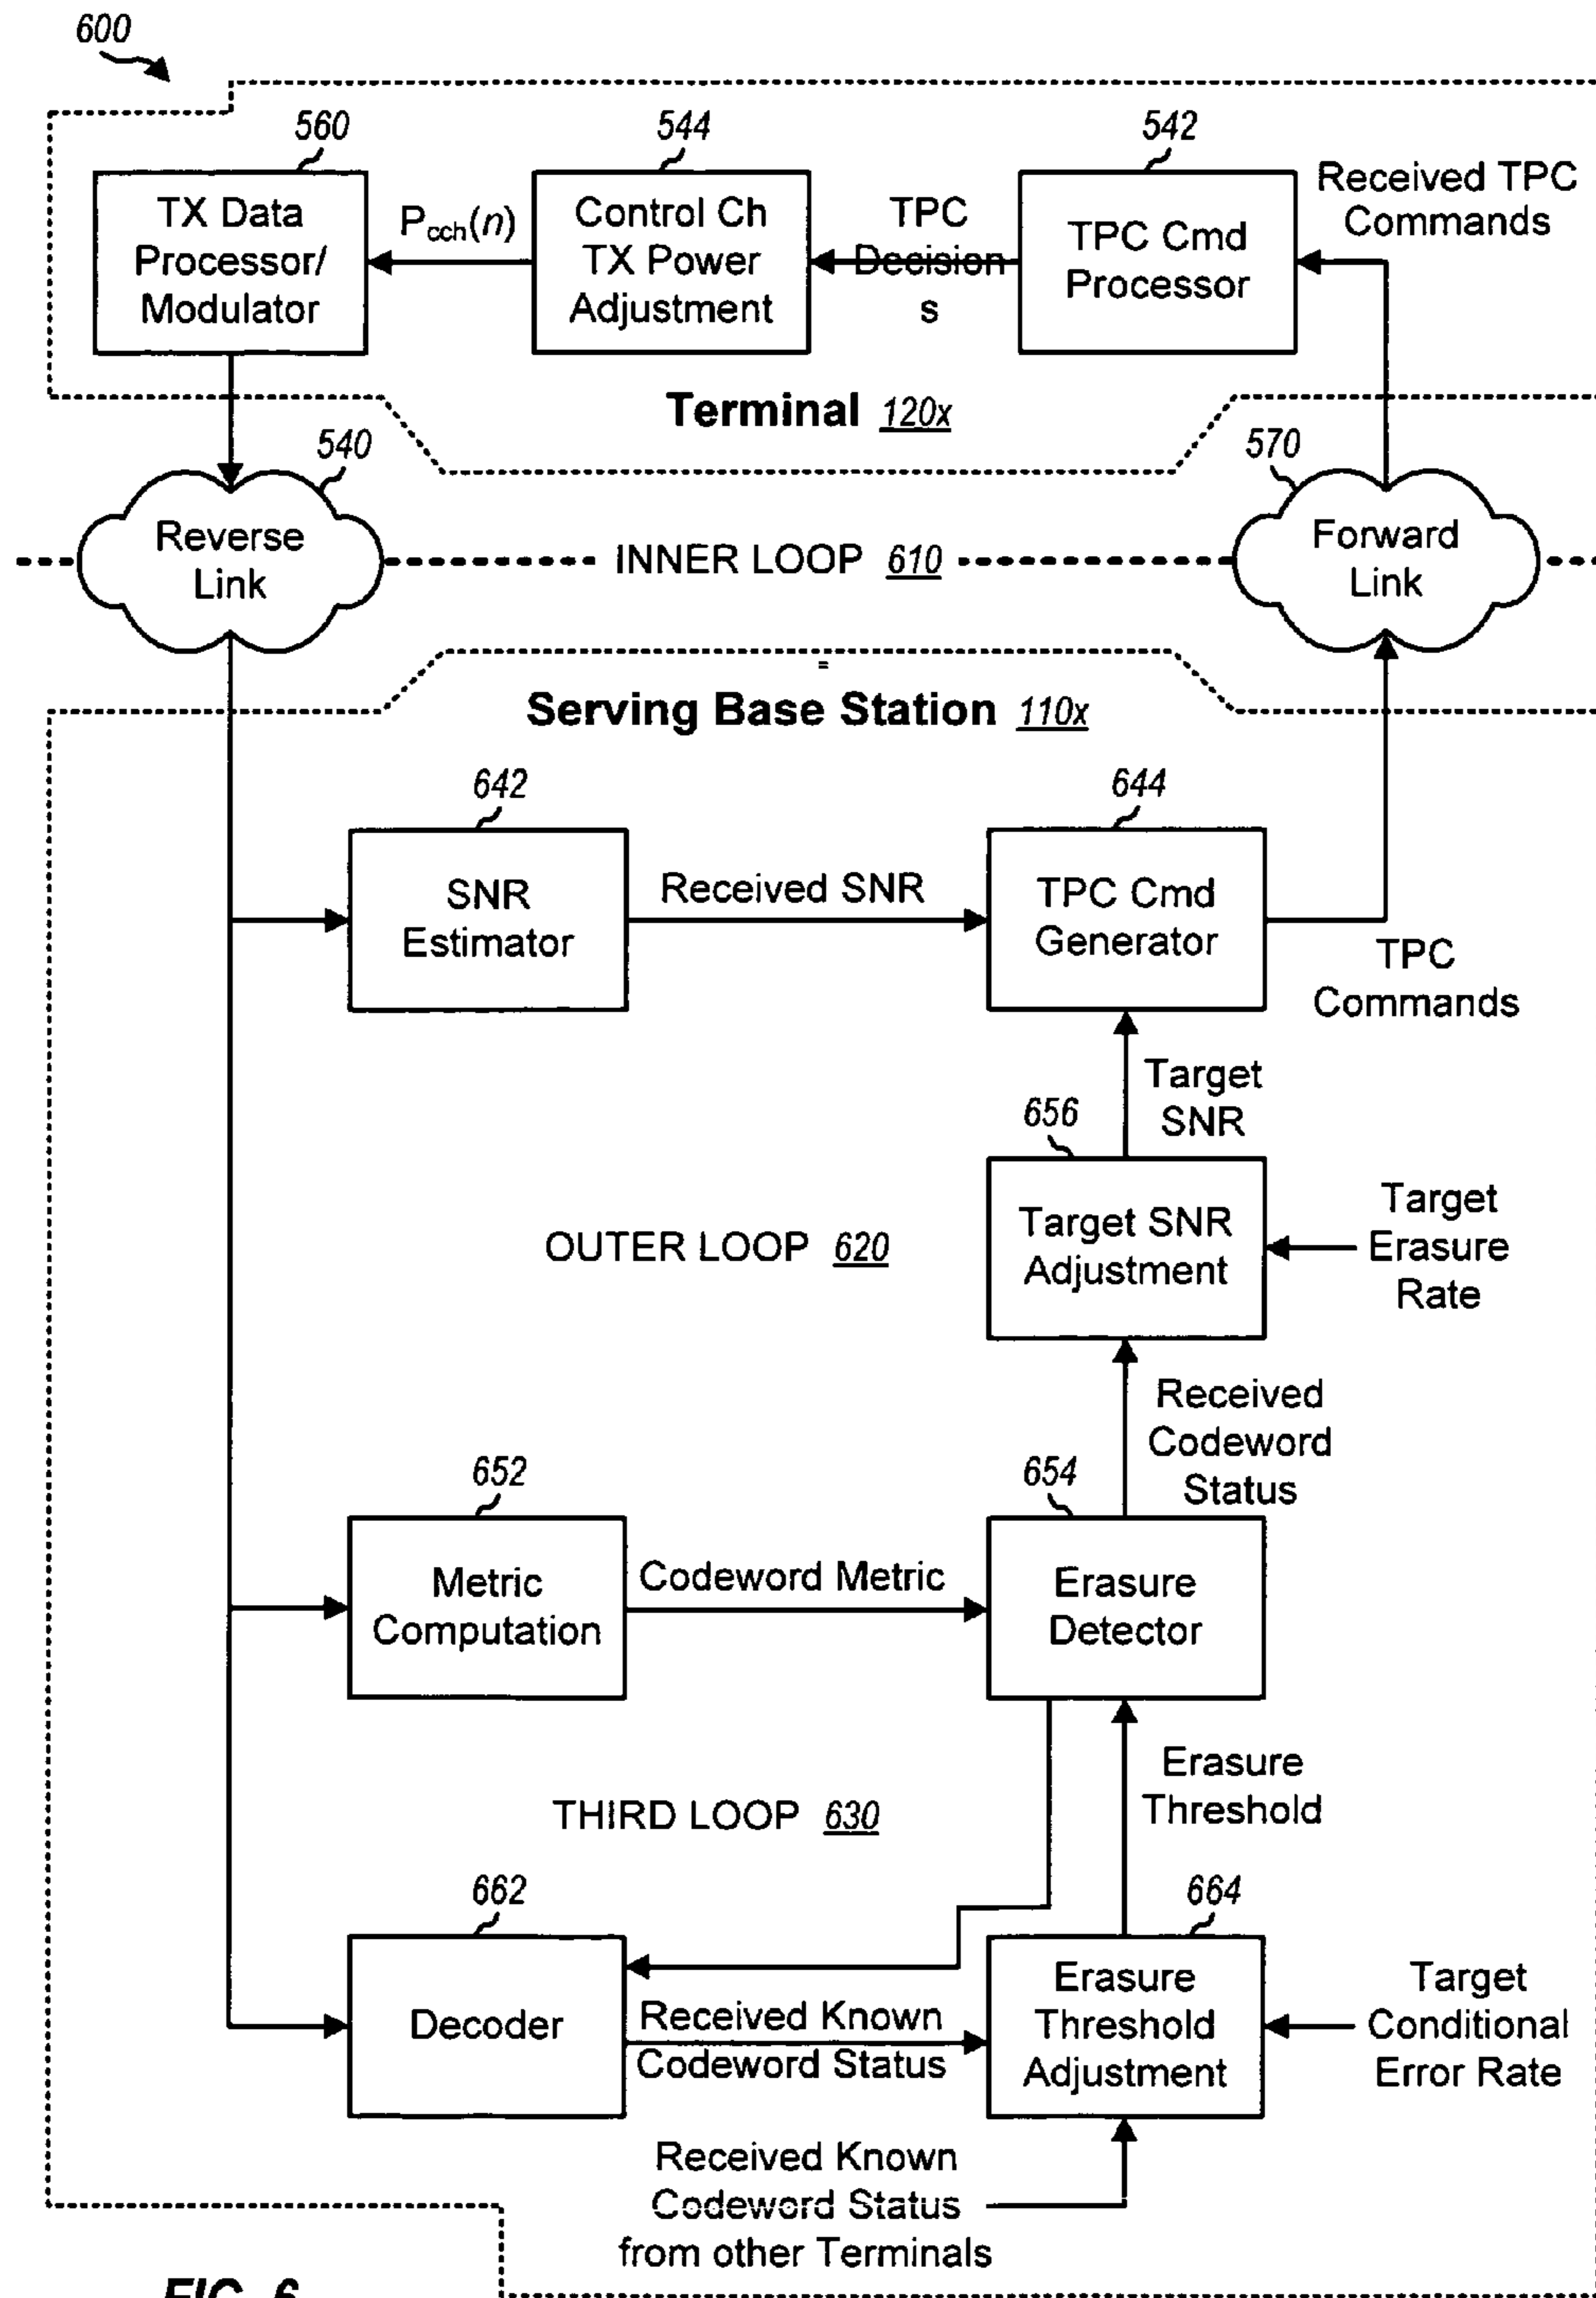 600
560
544
542
TX Data
Processor/
Modulator
Pcch(n)
Control Ch
TX Power
Adjustment
TPC
Decision
s
TPC Cmd
Processor
Received TPC
Commands
Terminal 120x
540
570
Reverse
Link
INNER LOOP 610
Forward
Link
=
Serving Base Station 110x
642
644
SNR
Estimator
Received SNR
TPC Cmd
Generator
TPC
Commands
Target
SNR
656
OUTER LOOP 620
Target SNR
Adjustment
Target
Erasure
Rate
Received
Codeword
Status
652
654
Metric
Computation
Codeword Metric
Erasure
Detector
Erasure
Threshold
THIRD LOOP 630
662
664
Decoder
Received Known
Codeword Status
Erasure
Threshold
Adjustment
Target
Conditional
Error Rate
Received Known
Codeword Status
from other Terminals
FIG. 6